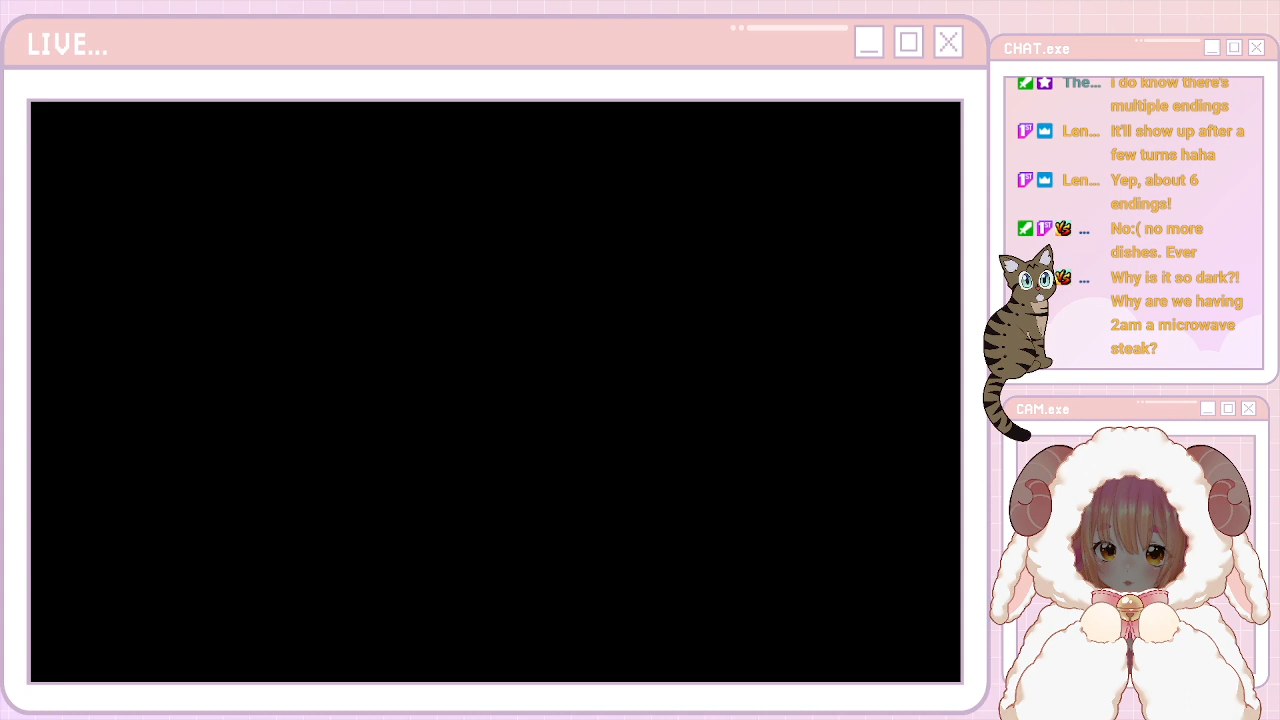 LIVE...
CHAT.exe
The... i do know there's
multiple endings
Len... It'll show up after a
few turns haha
Len... Yep, about 6
endings!
... No:( no more
dishes. Ever
... Why is it so dark?!
Why are we having
2am a microwave
steak?
CAM.exe